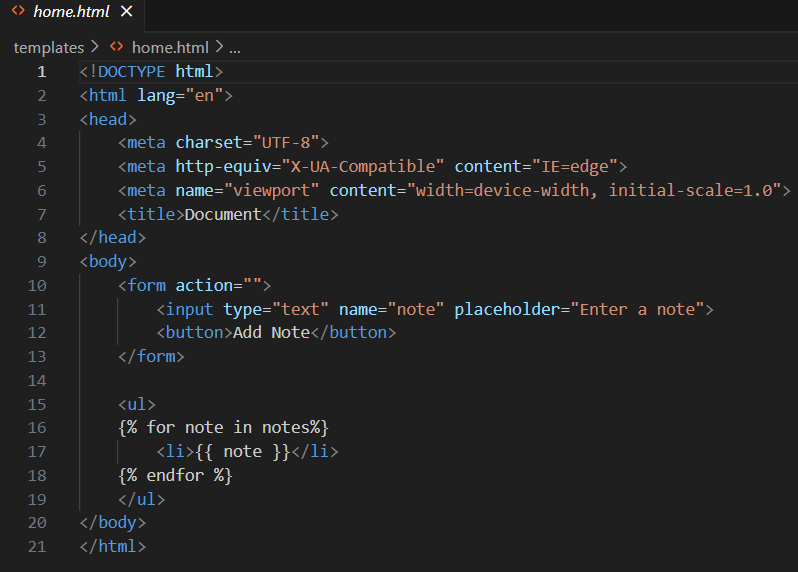 home.html
templates > home.html > ...
1 <!DOCTYPE html>
2 <html lang="en">
3 <head>
4 <meta charset="UTF-8">
5 <meta http-equiv="X-UA-Compatible" content="IE=edge">
6 <meta name="viewport" content="width=device-width, initial-scale=1.0">
7 <title>Document</title>
8 </head>
9 <body>
10 <form action="">
11 <input type="text" name="note" placeholder="Enter a note">
12 <button>Add Note</button>
13 </form>
14
15 <ul>
16 {% for note in notes%}
17 <li>{{ note }}</li>
18 {% endfor %}
19 </ul>
20 </body>
21 </html>